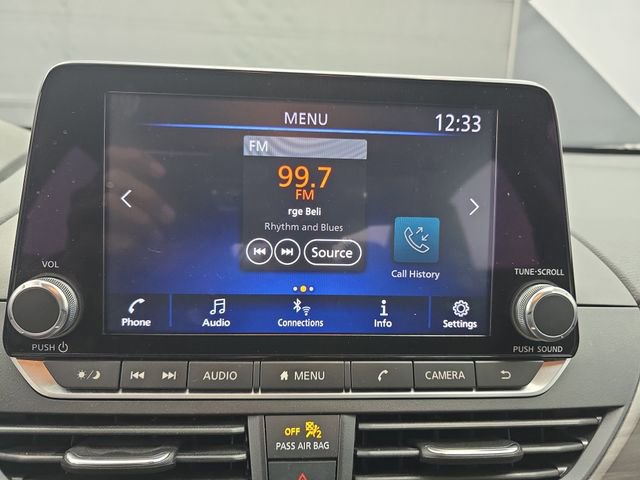 MENU 12:33
FM
99.7
FM
rge Beli
Rhythm and Blues
Source
Call History
VOL
TUNE·SCROLL
Phone Audio Connections Info Settings
PUSH
PUSH SOUND
AUDIO MENU CAMERA
OFF 2
PASS AIR BAG